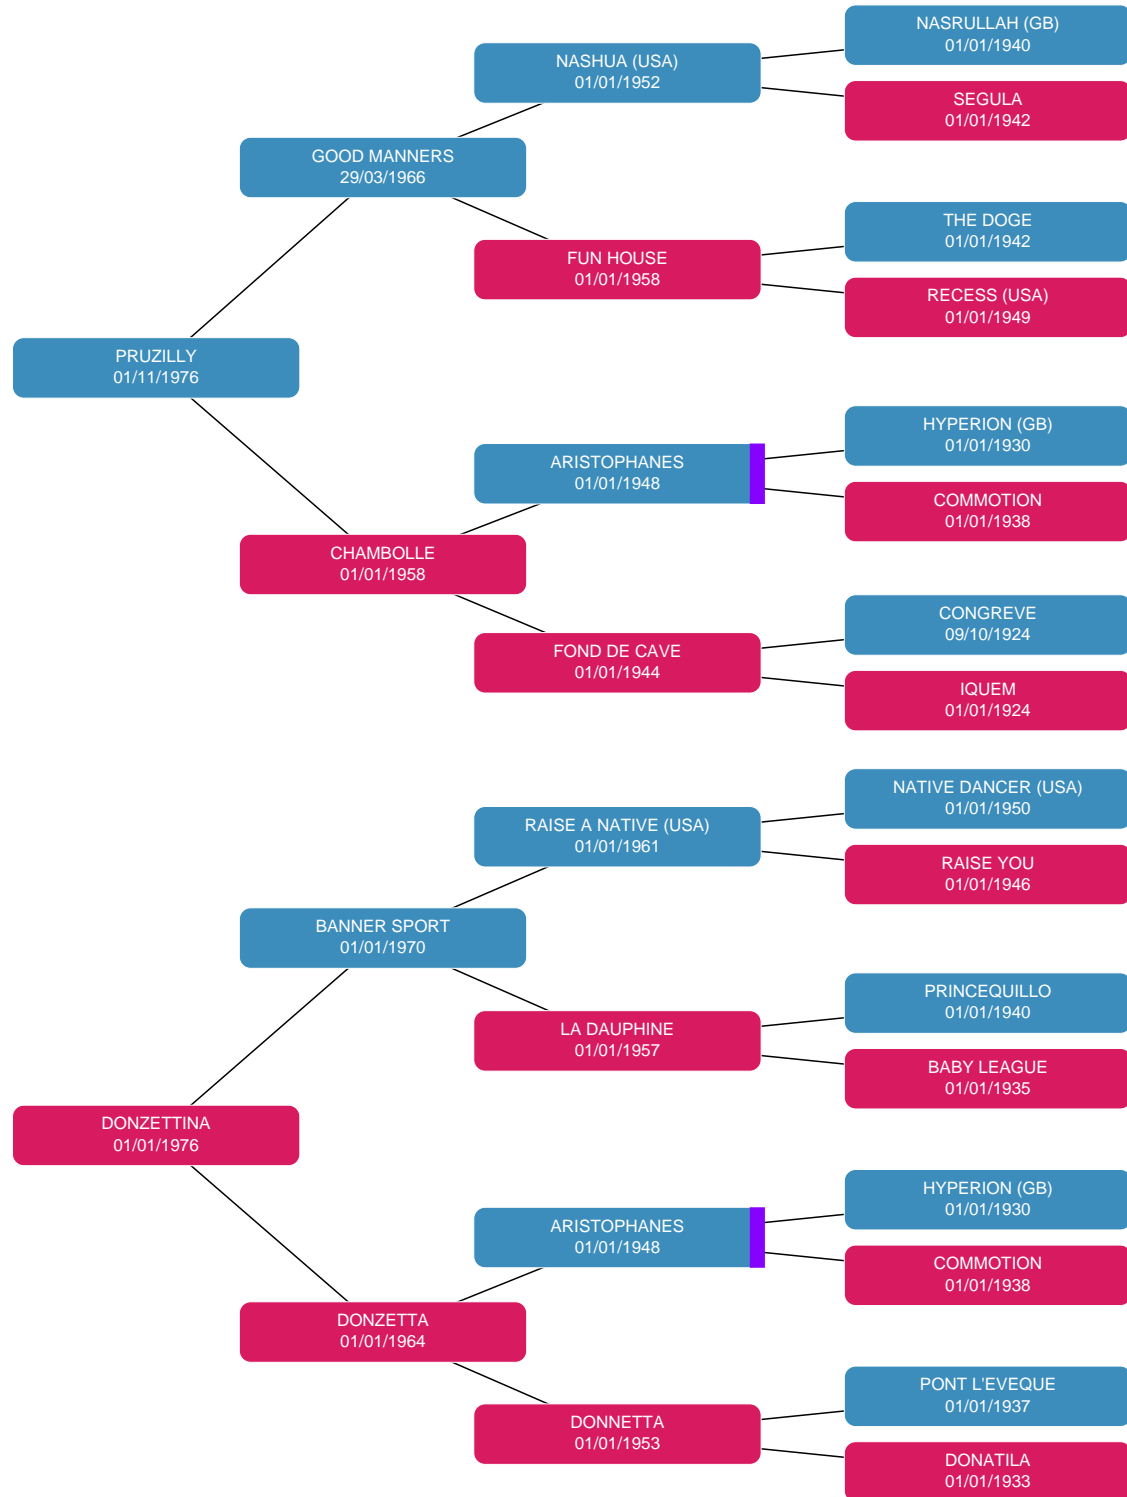 NASRULLAH (GB)
01/01/1940
NASHUA (USA)
01/01/1952
SEGULA
01/01/1942
GOOD MANNERS
29/03/1966
THE DOGE
01/01/1942
FUN HOUSE
01/01/1958
RECESS (USA)
01/01/1949
PRUZILLY
01/11/1976
HYPERION (GB)
01/01/1930
ARISTOPHANES
01/01/1948
COMMOTION
01/01/1938
CHAMBOLLE
01/01/1958
CONGREVE
09/10/1924
FOND DE CAVE
01/01/1944
IQUEM
01/01/1924
NATIVE DANCER (USA)
01/01/1950
RAISE A NATIVE (USA)
01/01/1961
RAISE YOU
01/01/1946
BANNER SPORT
01/01/1970
PRINCEQUILLO
01/01/1940
LA DAUPHINE
01/01/1957
BABY LEAGUE
01/01/1935
DONZETTINA
01/01/1976
HYPERION (GB)
01/01/1930
ARISTOPHANES
01/01/1948
COMMOTION
01/01/1938
DONZETTA
01/01/1964
PONT L'EVEQUE
01/01/1937
DONNETTA
01/01/1953
DONATILA
01/01/1933